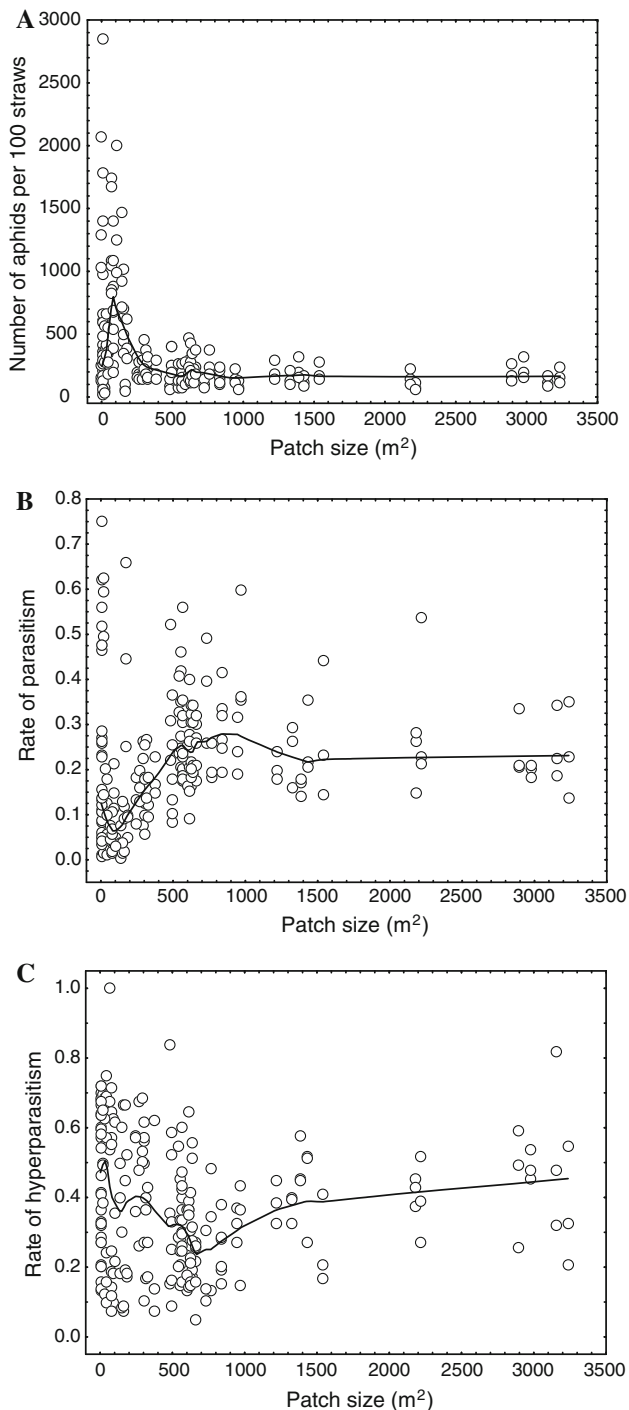 A
3000
2500
2000
1500
1000
500
0
Number of aphids per 100 straws
0 500 1000 1500 2000 2500 3000 3500
Patch size (m²)
B
0.8
0.7
0.6
0.5
0.4
0.3
0.2
0.1
0.0
Rate of parasitism
0 500 1000 1500 2000 2500 3000 3500
Patch size (m²)
C
1.0
0.8
0.6
0.4
0.2
0.0
Rate of hyperparasitism
0 500 1000 1500 2000 2500 3000 3500
Patch size (m²)